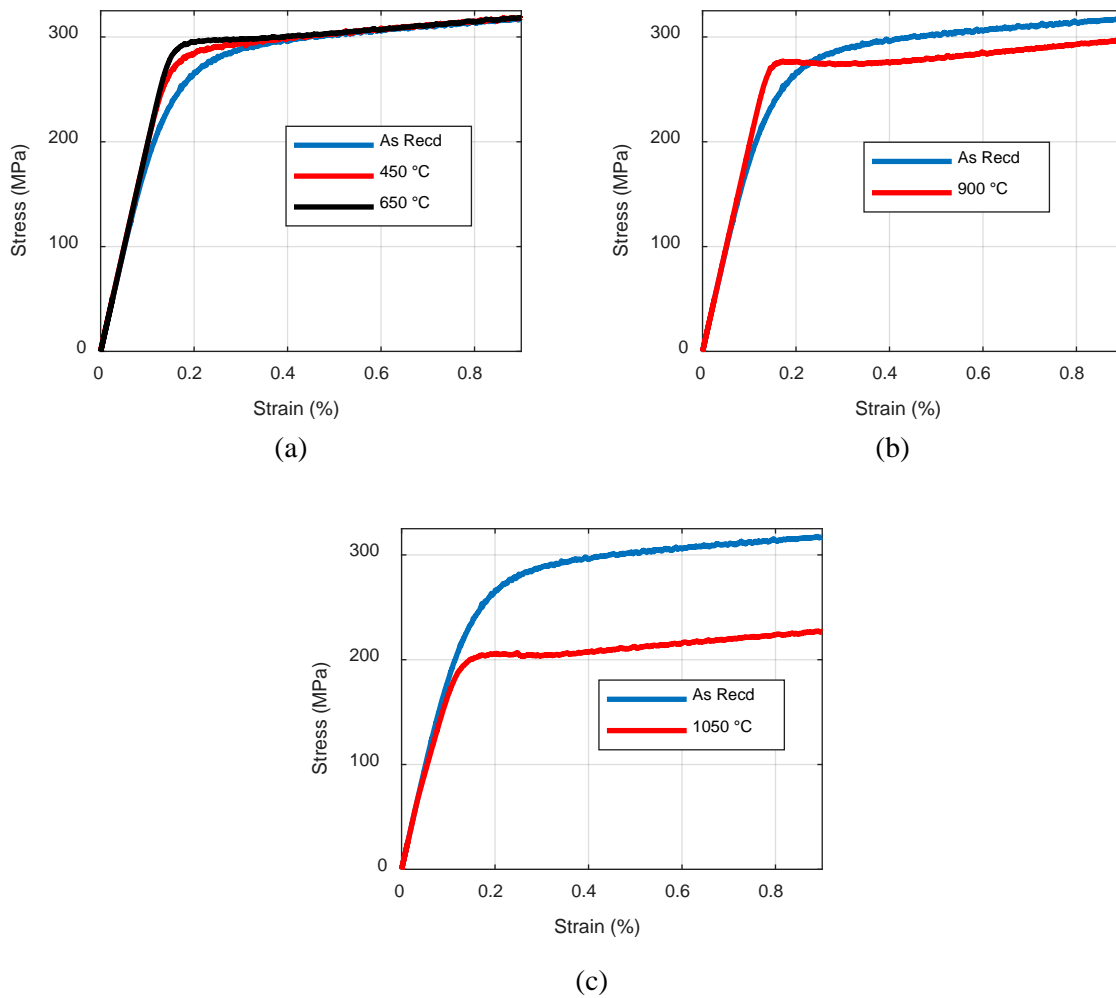 300
200
100
0
Stress (MPa)
As Recd
450 °C
650 °C
0 0.2 0.4 0.6 0.8
Strain (%)
(a)
300
200
100
0
Stress (MPa)
As Recd
900 °C
0 0.2 0.4 0.6 0.8
Strain (%)
(b)
300
200
100
0
Stress (MPa)
As Recd
1050 °C
0 0.2 0.4 0.6 0.8
Strain (%)
(c)